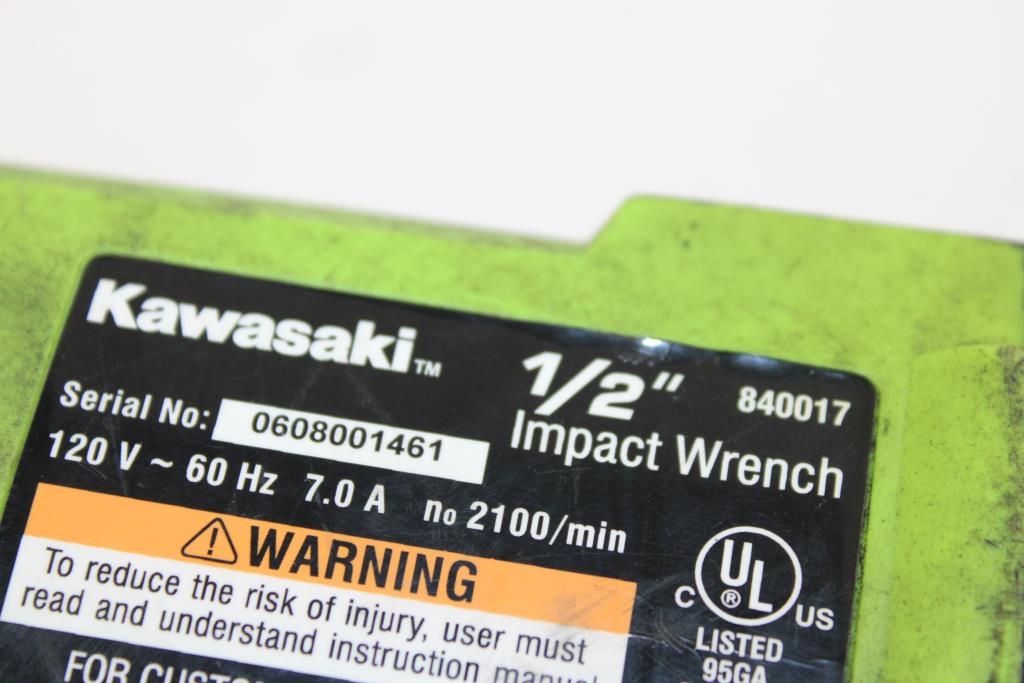 Kawasaki™
1/2" 840017
Impact Wrench
Serial No: 0608001461
120 V ~ 60 Hz 7.0 A no 2100/min
WARNING
To reduce the risk of injury, user must
read and understand instruction manual
FOR
C UL® US
LISTED
95GA